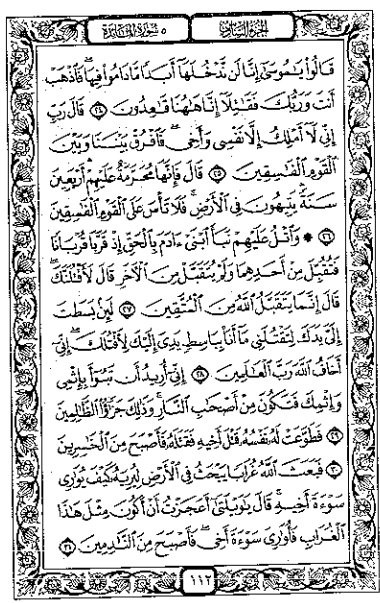 الجزء السادس ٥ سورة المائدة
قَالُوا۟ يَـٰمُوسَىٰٓ إِنَّا لَن نَّدْخُلَهَآ أَبَدًا مَّا دَامُوا۟ فِيهَا ۖ فَٱذْهَبْ
أَنتَ وَرَبُّكَ فَقَـٰتِلَآ إِنَّا هَـٰهُنَا قَـٰعِدُونَ ٢٤ قَالَ رَبِّ
إِنِّى لَآ أَمْلِكُ إِلَّا نَفْسِى وَأَخِى ۖ فَٱفْرُقْ بَيْنَنَا وَبَيْنَ
ٱلْقَوْمِ ٱلْفَـٰسِقِينَ ٢٥ قَالَ فَإِنَّهَا مُحَرَّمَةٌ عَلَيْهِمْ ۛ أَرْبَعِينَ
سَنَةً ۛ يَتِيهُونَ فِى ٱلْأَرْضِ ۚ فَلَا تَأْسَ عَلَى ٱلْقَوْمِ ٱلْفَـٰسِقِينَ
٢٦ ۞ وَٱتْلُ عَلَيْهِمْ نَبَأَ ٱبْنَىْ ءَادَمَ بِٱلْحَقِّ إِذْ قَرَّبَا قُرْبَانًا
فَتُقُبِّلَ مِنْ أَحَدِهِمَا وَلَمْ يُتَقَبَّلْ مِنَ ٱلْـَٔاخَرِ قَالَ لَأَقْتُلَنَّكَ ۖ
قَالَ إِنَّمَا يَتَقَبَّلُ ٱللَّهُ مِنَ ٱلْمُتَّقِينَ ٢٧ لَئِنۢ بَسَطتَ
إِلَىَّ يَدَكَ لِتَقْتُلَنِى مَآ أَنَا۠ بِبَاسِطٍ يَدِىَ إِلَيْكَ لِأَقْتُلَكَ ۖ إِنِّىٓ
أَخَافُ ٱللَّهَ رَبَّ ٱلْعَـٰلَمِينَ ٢٨ إِنِّىٓ أُرِيدُ أَن تَبُوٓأَ بِإِثْمِى
وَإِثْمِكَ فَتَكُونَ مِنْ أَصْحَـٰبِ ٱلنَّارِ ۚ وَذَٰلِكَ جَزَٰٓؤُا۟ ٱلظَّـٰلِمِينَ
٢٩ فَطَوَّعَتْ لَهُۥ نَفْسُهُۥ قَتْلَ أَخِيهِ فَقَتَلَهُۥ فَأَصْبَحَ مِنَ ٱلْخَـٰسِرِينَ
٣٠ فَبَعَثَ ٱللَّهُ غُرَابًا يَبْحَثُ فِى ٱلْأَرْضِ لِيُرِيَهُۥ كَيْفَ يُوَٰرِى
سَوْءَةَ أَخِيهِ ۚ قَالَ يَـٰوَيْلَتَىٰٓ أَعَجَزْتُ أَنْ أَكُونَ مِثْلَ هَـٰذَا
ٱلْغُرَابِ فَأُوَٰرِىَ سَوْءَةَ أَخِى ۖ فَأَصْبَحَ مِنَ ٱلنَّـٰدِمِينَ ٣١
١١٢